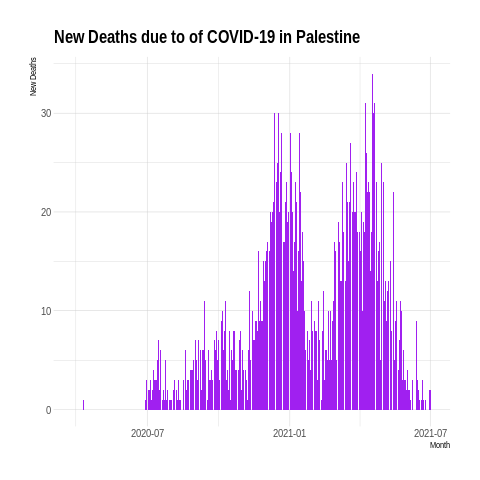 New Deaths due to of COVID-19 in Palestine
New Deaths
30
20
10
0
2020-07
2021-01
2021-07
Month